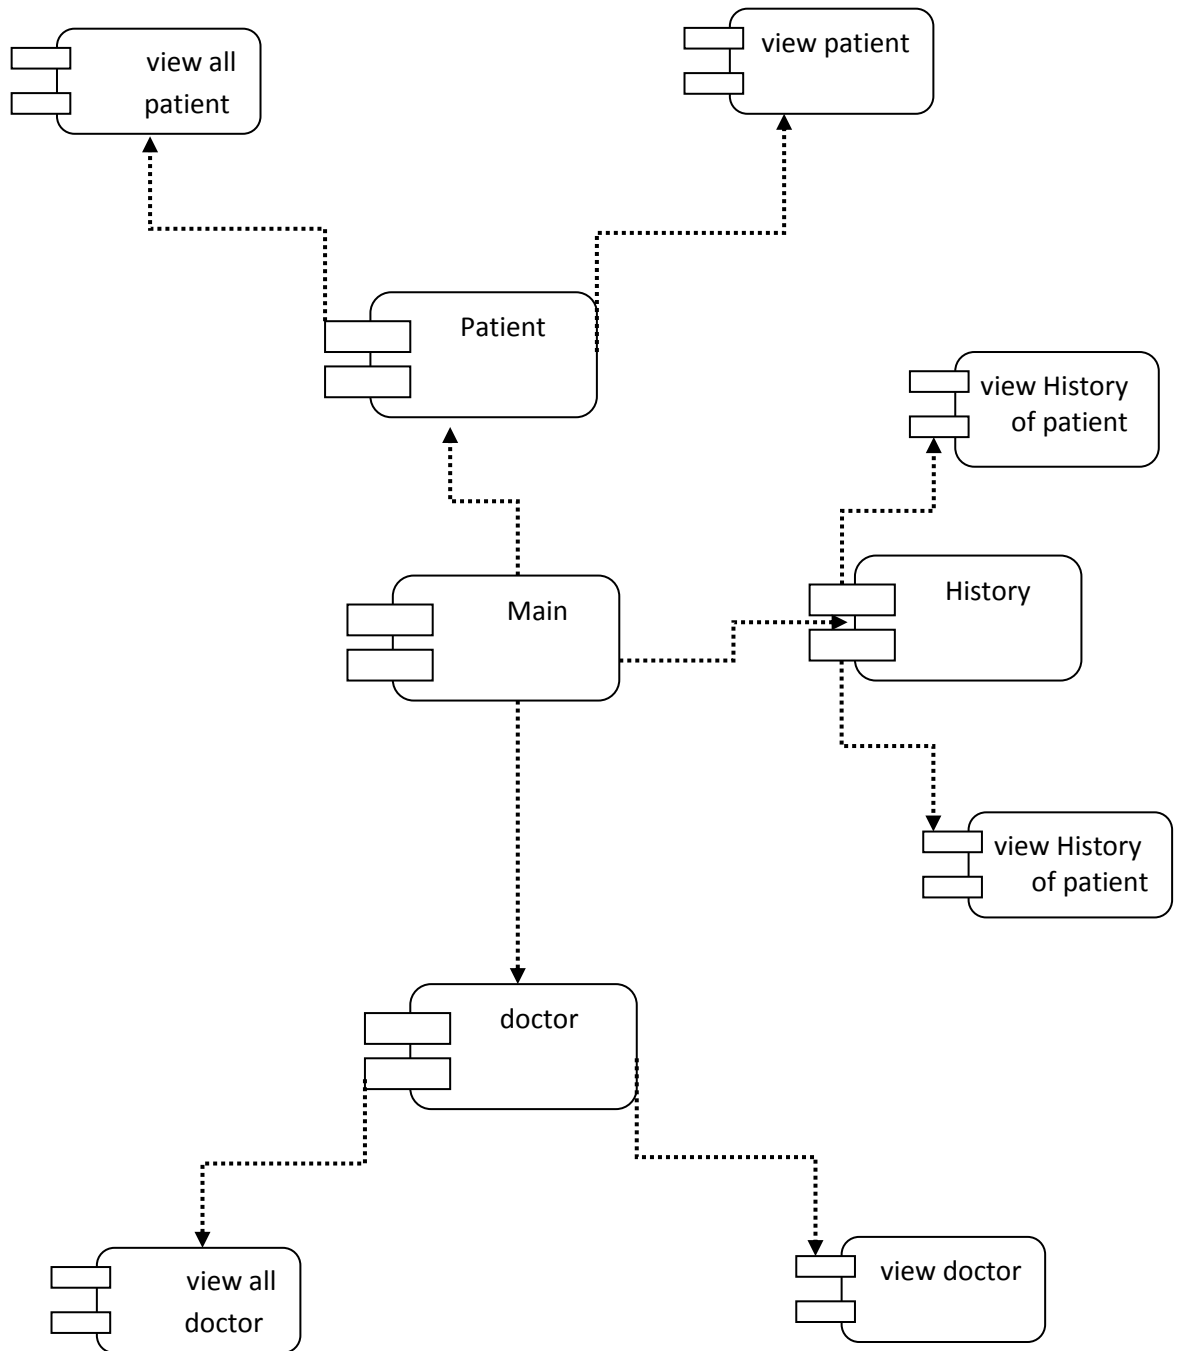 view all
patient
view patient
Patient
view History
of patient
Main
History
view History
of patient
doctor
view all
doctor
view doctor